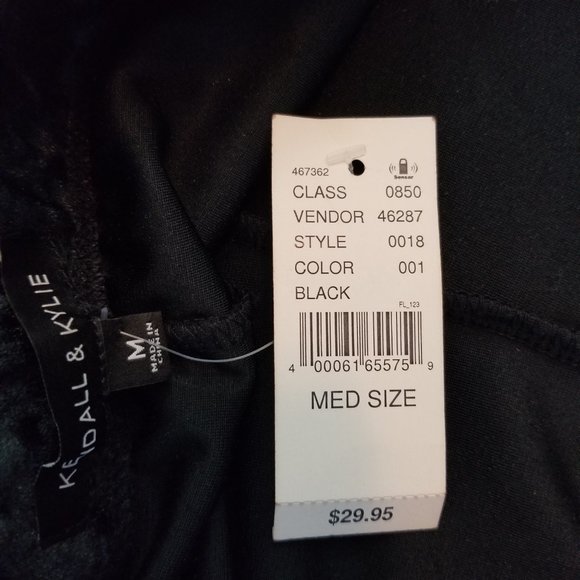 KENDALL & KYLIE
M
MADE IN
CHINA
467362
Sensor
CLASS 0850
VENDOR 46287
STYLE 0018
COLOR 001
BLACK
FL_123
4 00061 65575 9
MED SIZE
$29.95